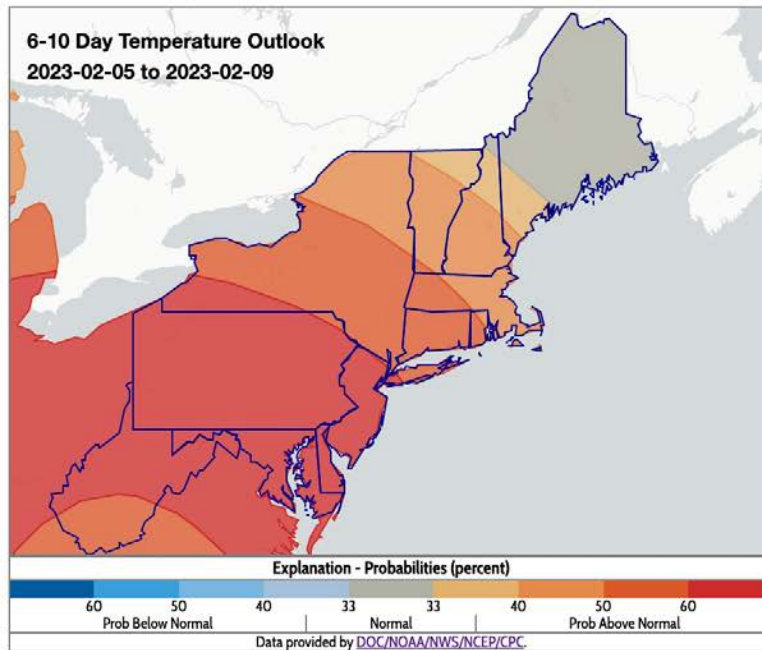 6-10 Day Temperature Outlook
2023-02-05 to 2023-02-09
Explanation - Probabilities (percent)
60 50 40 33 33 40 50 60
Prob Below Normal | Normal | Prob Above Normal
Data provided by DOC/NOAA/NWS/NCEP/CPC.